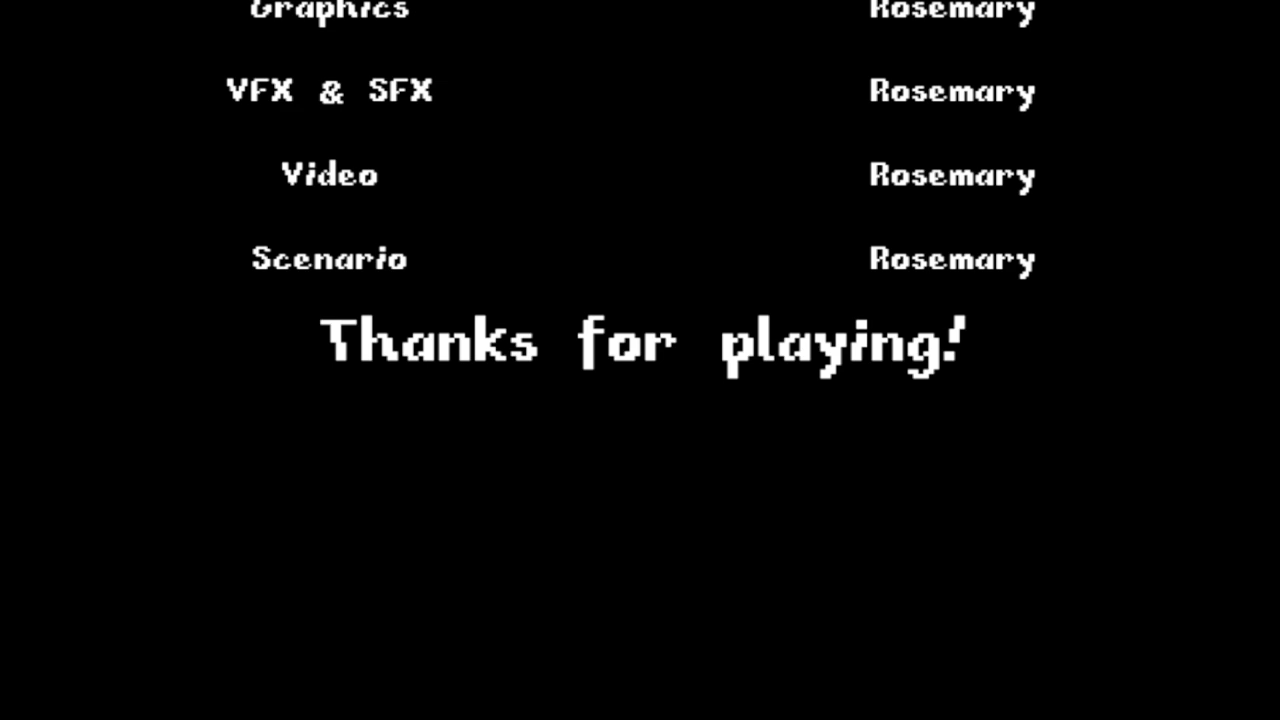 Graphics Rosemary
VFX & SFX Rosemary
Video Rosemary
Scenario Rosemary
Thanks for playing!